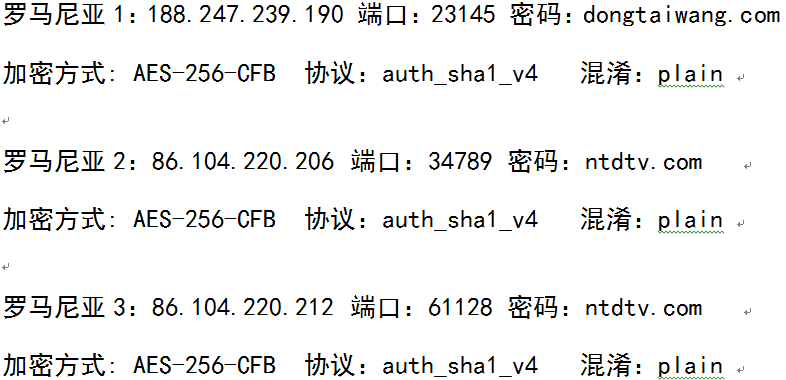 罗马尼亚 1：188.247.239.190 端口：23145 密码：dongtaiwang.com
加密方式: AES-256-CFB 协议：auth_sha1_v4 混淆：plain
罗马尼亚 2：86.104.220.206 端口：34789 密码：ntdtv.com
加密方式: AES-256-CFB 协议：auth_sha1_v4 混淆：plain
罗马尼亚 3：86.104.220.212 端口：61128 密码：ntdtv.com
加密方式: AES-256-CFB 协议：auth_sha1_v4 混淆：plain